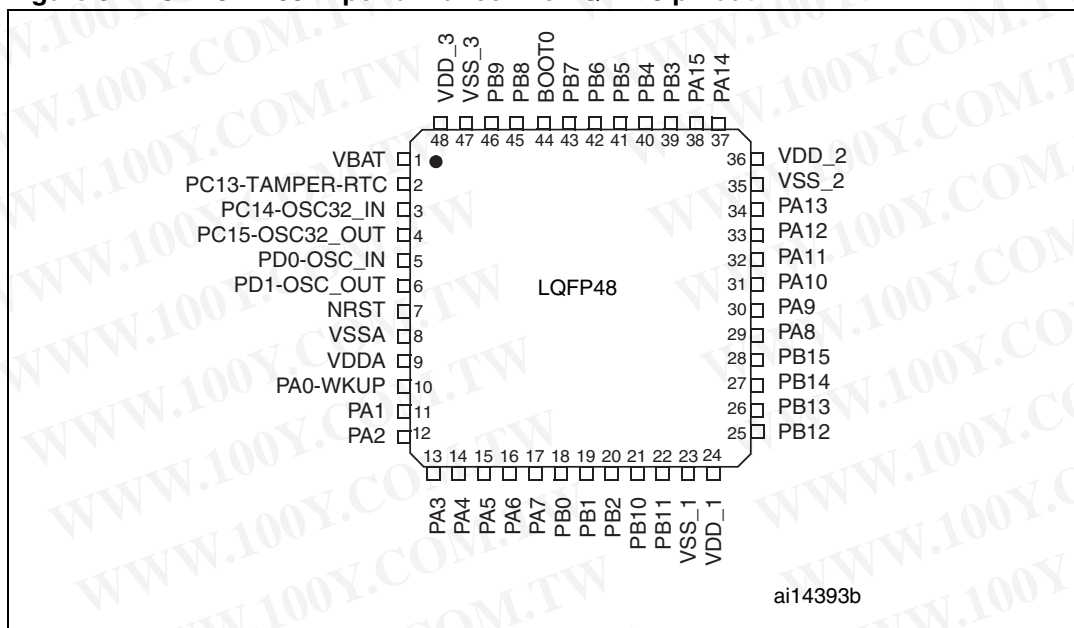 VDD_3
VSS_3
PB9
PB8
BOOT0
PB7
PB6
PB5
PB4
PB3
PA15
PA14
48 47 46 45 44 43 42 41 40 39 38 37
VBAT 1
PC13-TAMPER-RTC 2
PC14-OSC32_IN 3
PC15-OSC32_OUT 4
PD0-OSC_IN 5
PD1-OSC_OUT 6
NRST 7
VSSA 8
VDDA 9
PA0-WKUP 10
PA1 11
PA2 12
LQFP48
36 VDD_2
35 VSS_2
34 PA13
33 PA12
32 PA11
31 PA10
30 PA9
29 PA8
28 PB15
27 PB14
26 PB13
25 PB12
13 14 15 16 17 18 19 20 21 22 23 24
PA3
PA4
PA5
PA6
PA7
PB0
PB1
PB2
PB10
PB11
VSS_1
VDD_1
ai14393b
WWW.100Y.COM.TW